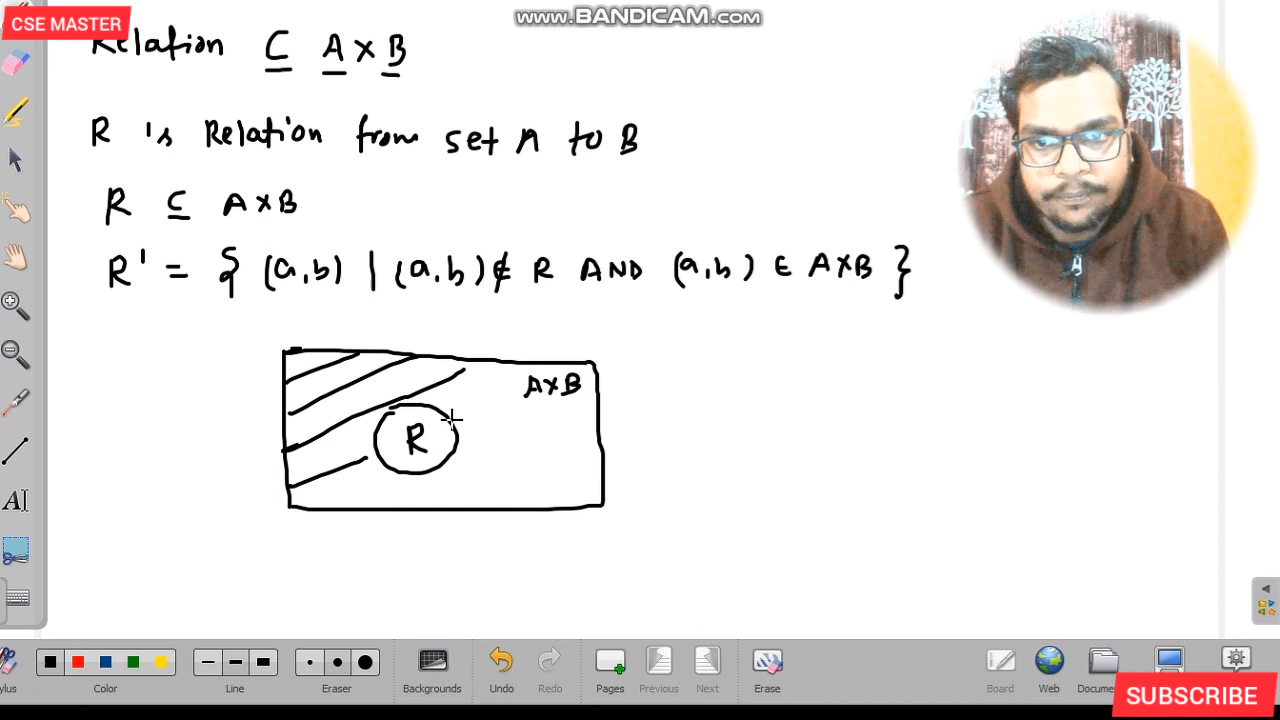 www.BANDICAM.com
CSE MASTER
Relation ⊆ A×B
R is Relation from set A to B
R ⊆ A×B
R' = { (a,b) | (a,b) ∉ R AND (a,b) ∈ A×B }
A×B
R
Color
Line
Eraser
Backgrounds
Undo
Redo
Pages
Previous
Next
Erase
Board
Web
SUBSCRIBE